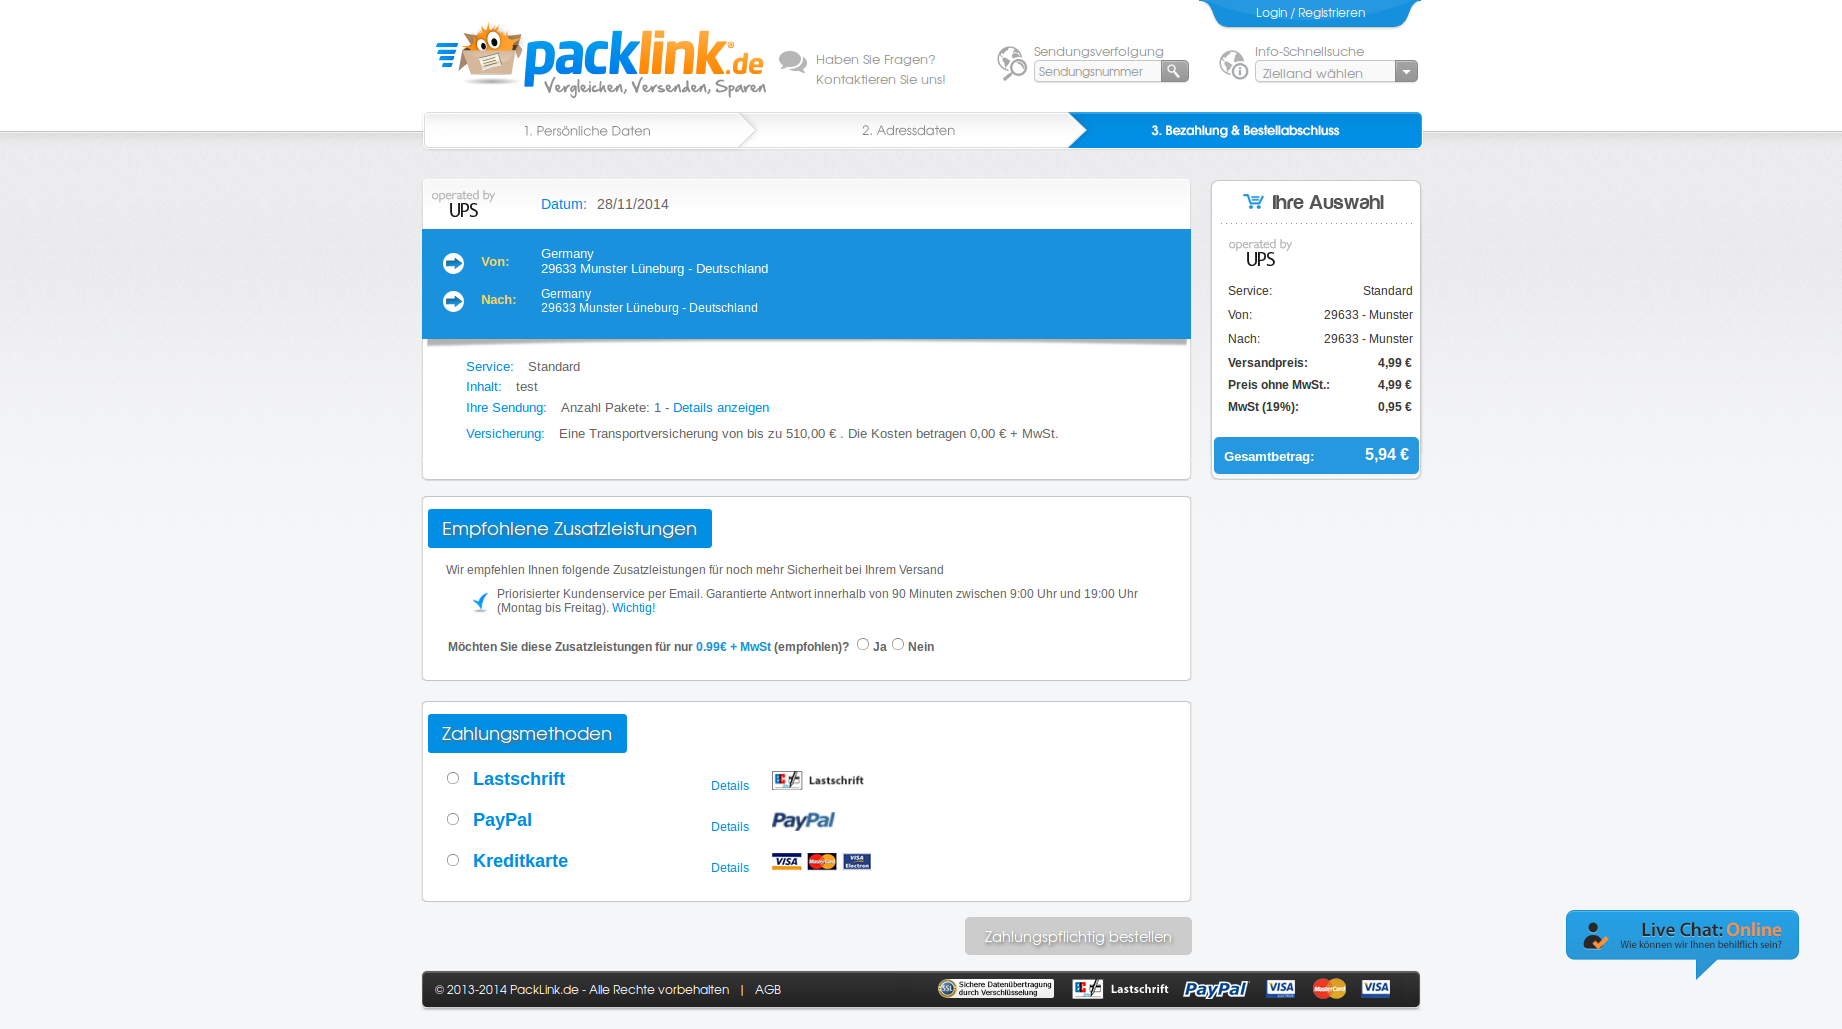 Login / Registrieren
packlink.de
Vergleichen, Versenden, Sparen
Haben Sie Fragen?
Kontaktieren Sie uns!
Sendungsverfolgung
Sendungsnummer
Info-Schnellsuche
Zielland wählen
1. Persönliche Daten
2. Adressdaten
3. Bezahlung & Bestellabschluss
operated by
UPS
Datum: 28/11/2014
Von: Germany
29633 Munster Lüneburg - Deutschland
Nach: Germany
29633 Munster Lüneburg - Deutschland
Service: Standard
Inhalt: test
Ihre Sendung: Anzahl Pakete: 1 - Details anzeigen
Versicherung: Eine Transportversicherung von bis zu 510,00 € . Die Kosten betragen 0,00 € + MwSt.
Ihre Auswahl
operated by
UPS
Service: Standard
Von: 29633 - Munster
Nach: 29633 - Munster
Versandpreis: 4,99 €
Preis ohne MwSt.: 4,99 €
MwSt (19%): 0,95 €
Gesamtbetrag: 5,94 €
Empfohlene Zusatzleistungen
Wir empfehlen Ihnen folgende Zusatzleistungen für noch mehr Sicherheit bei Ihrem Versand
Priorisierter Kundenservice per Email. Garantierte Antwort innerhalb von 90 Minuten zwischen 9:00 Uhr und 19:00 Uhr
(Montag bis Freitag). Wichtig!
Möchten Sie diese Zusatzleistungen für nur 0.99€ + MwSt (empfohlen)? Ja Nein
Zahlungsmethoden
Lastschrift Details EC Lastschrift
PayPal Details PayPal
Kreditkarte Details VISA MasterCard VISA Electron
Zahlungspflichtig bestellen
Live Chat: Online
Wie können wir Ihnen behilflich sein?
© 2013-2014 PackLink.de - Alle Rechte vorbehalten | AGB
SSL Sichere Datenübertragung
durch Verschlüsselung
EC Lastschrift PayPal VISA ELECTRON MasterCard VISA